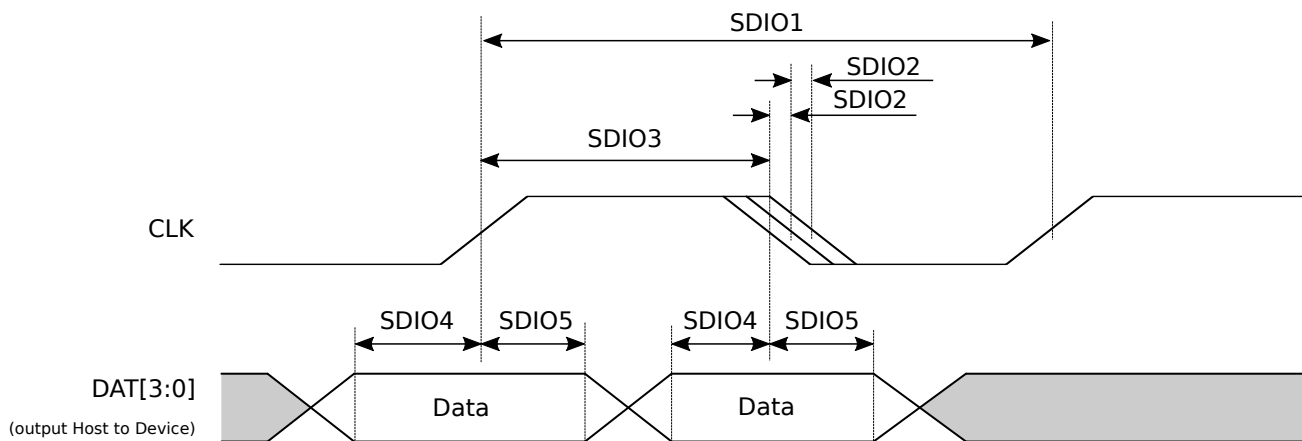 SDIO1
SDIO2
SDIO2
SDIO3
CLK
SDIO4 SDIO5 SDIO4 SDIO5
DAT[3:0] Data Data
(output Host to Device)